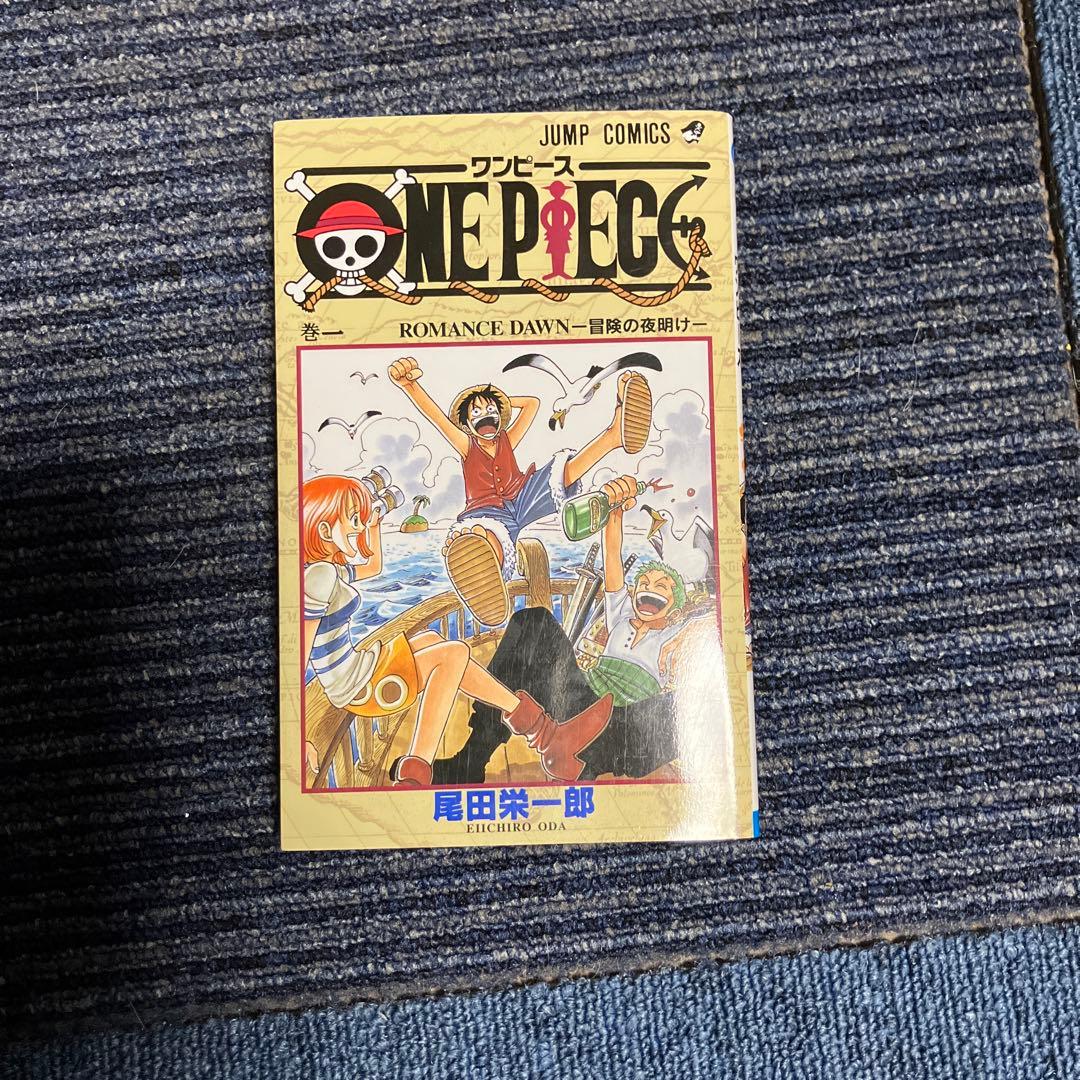 JUMP COMICS
ワンピース
ONE PIECE
巻一
ROMANCE DAWN—冒険の夜明け—
尾田栄一郎
EIICHIRO ODA